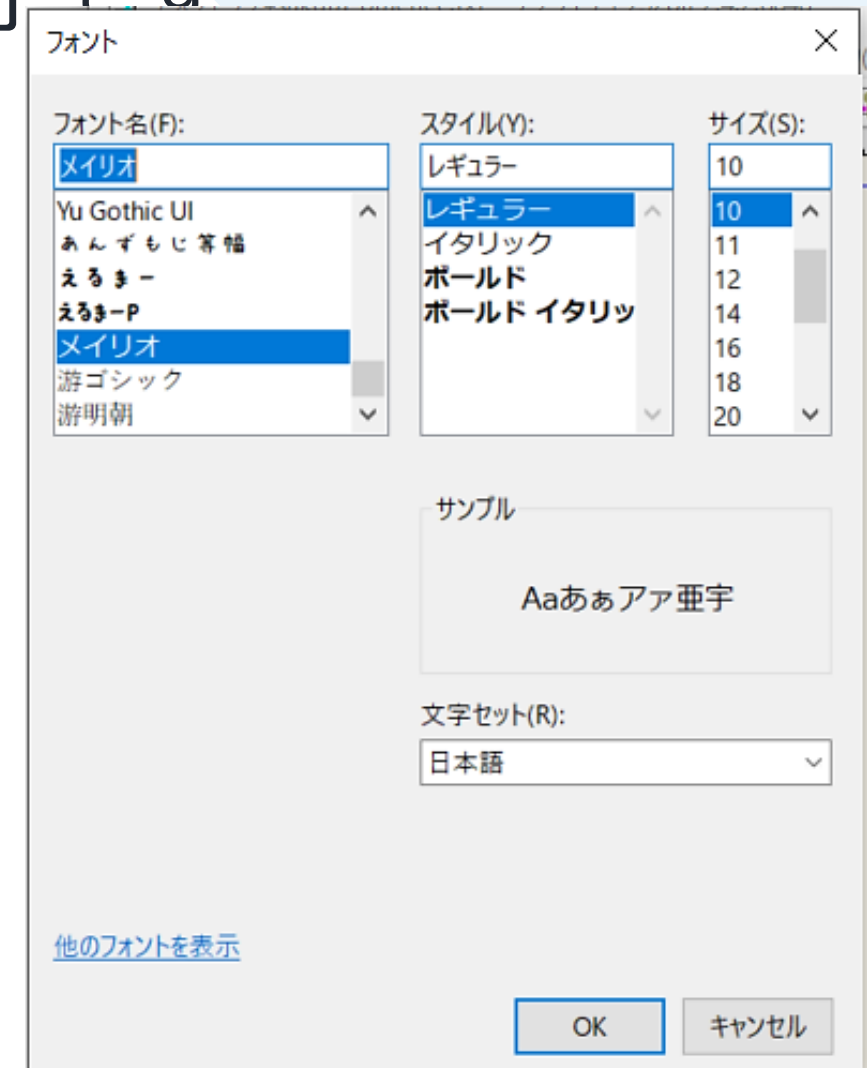 フォント
フォント名(F):
メイリオ
Yu Gothic UI
あんずもじ等幅
えるまー
えるまーP
メイリオ
游ゴシック
游明朝
スタイル(Y):
レギュラー
レギュラー
イタリック
ボールド
ボールド イタリッ
サイズ(S):
10
10
11
12
14
16
18
20
サンプル
Aaあぁアァ亜宇
文字セット(R):
日本語
他のフォントを表示
OK
キャンセル